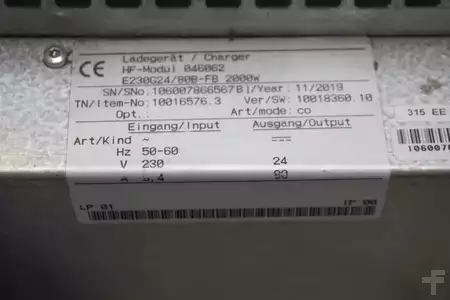 CE Ladegerät / Charger
HF-Modul 046062
E230G24/80B-FB 2000W
SN/SNo.:106007866567B|/Year: 11/2019
TN/Item-No:10016576.3 Ver/SW: 10018360.10
Opt.: Art/mode: co
Eingang/Input Ausgang/Output
Art/Kind ~ ---
Hz 50-60
V 230 24
A
LP 01 IP 00
315 EE